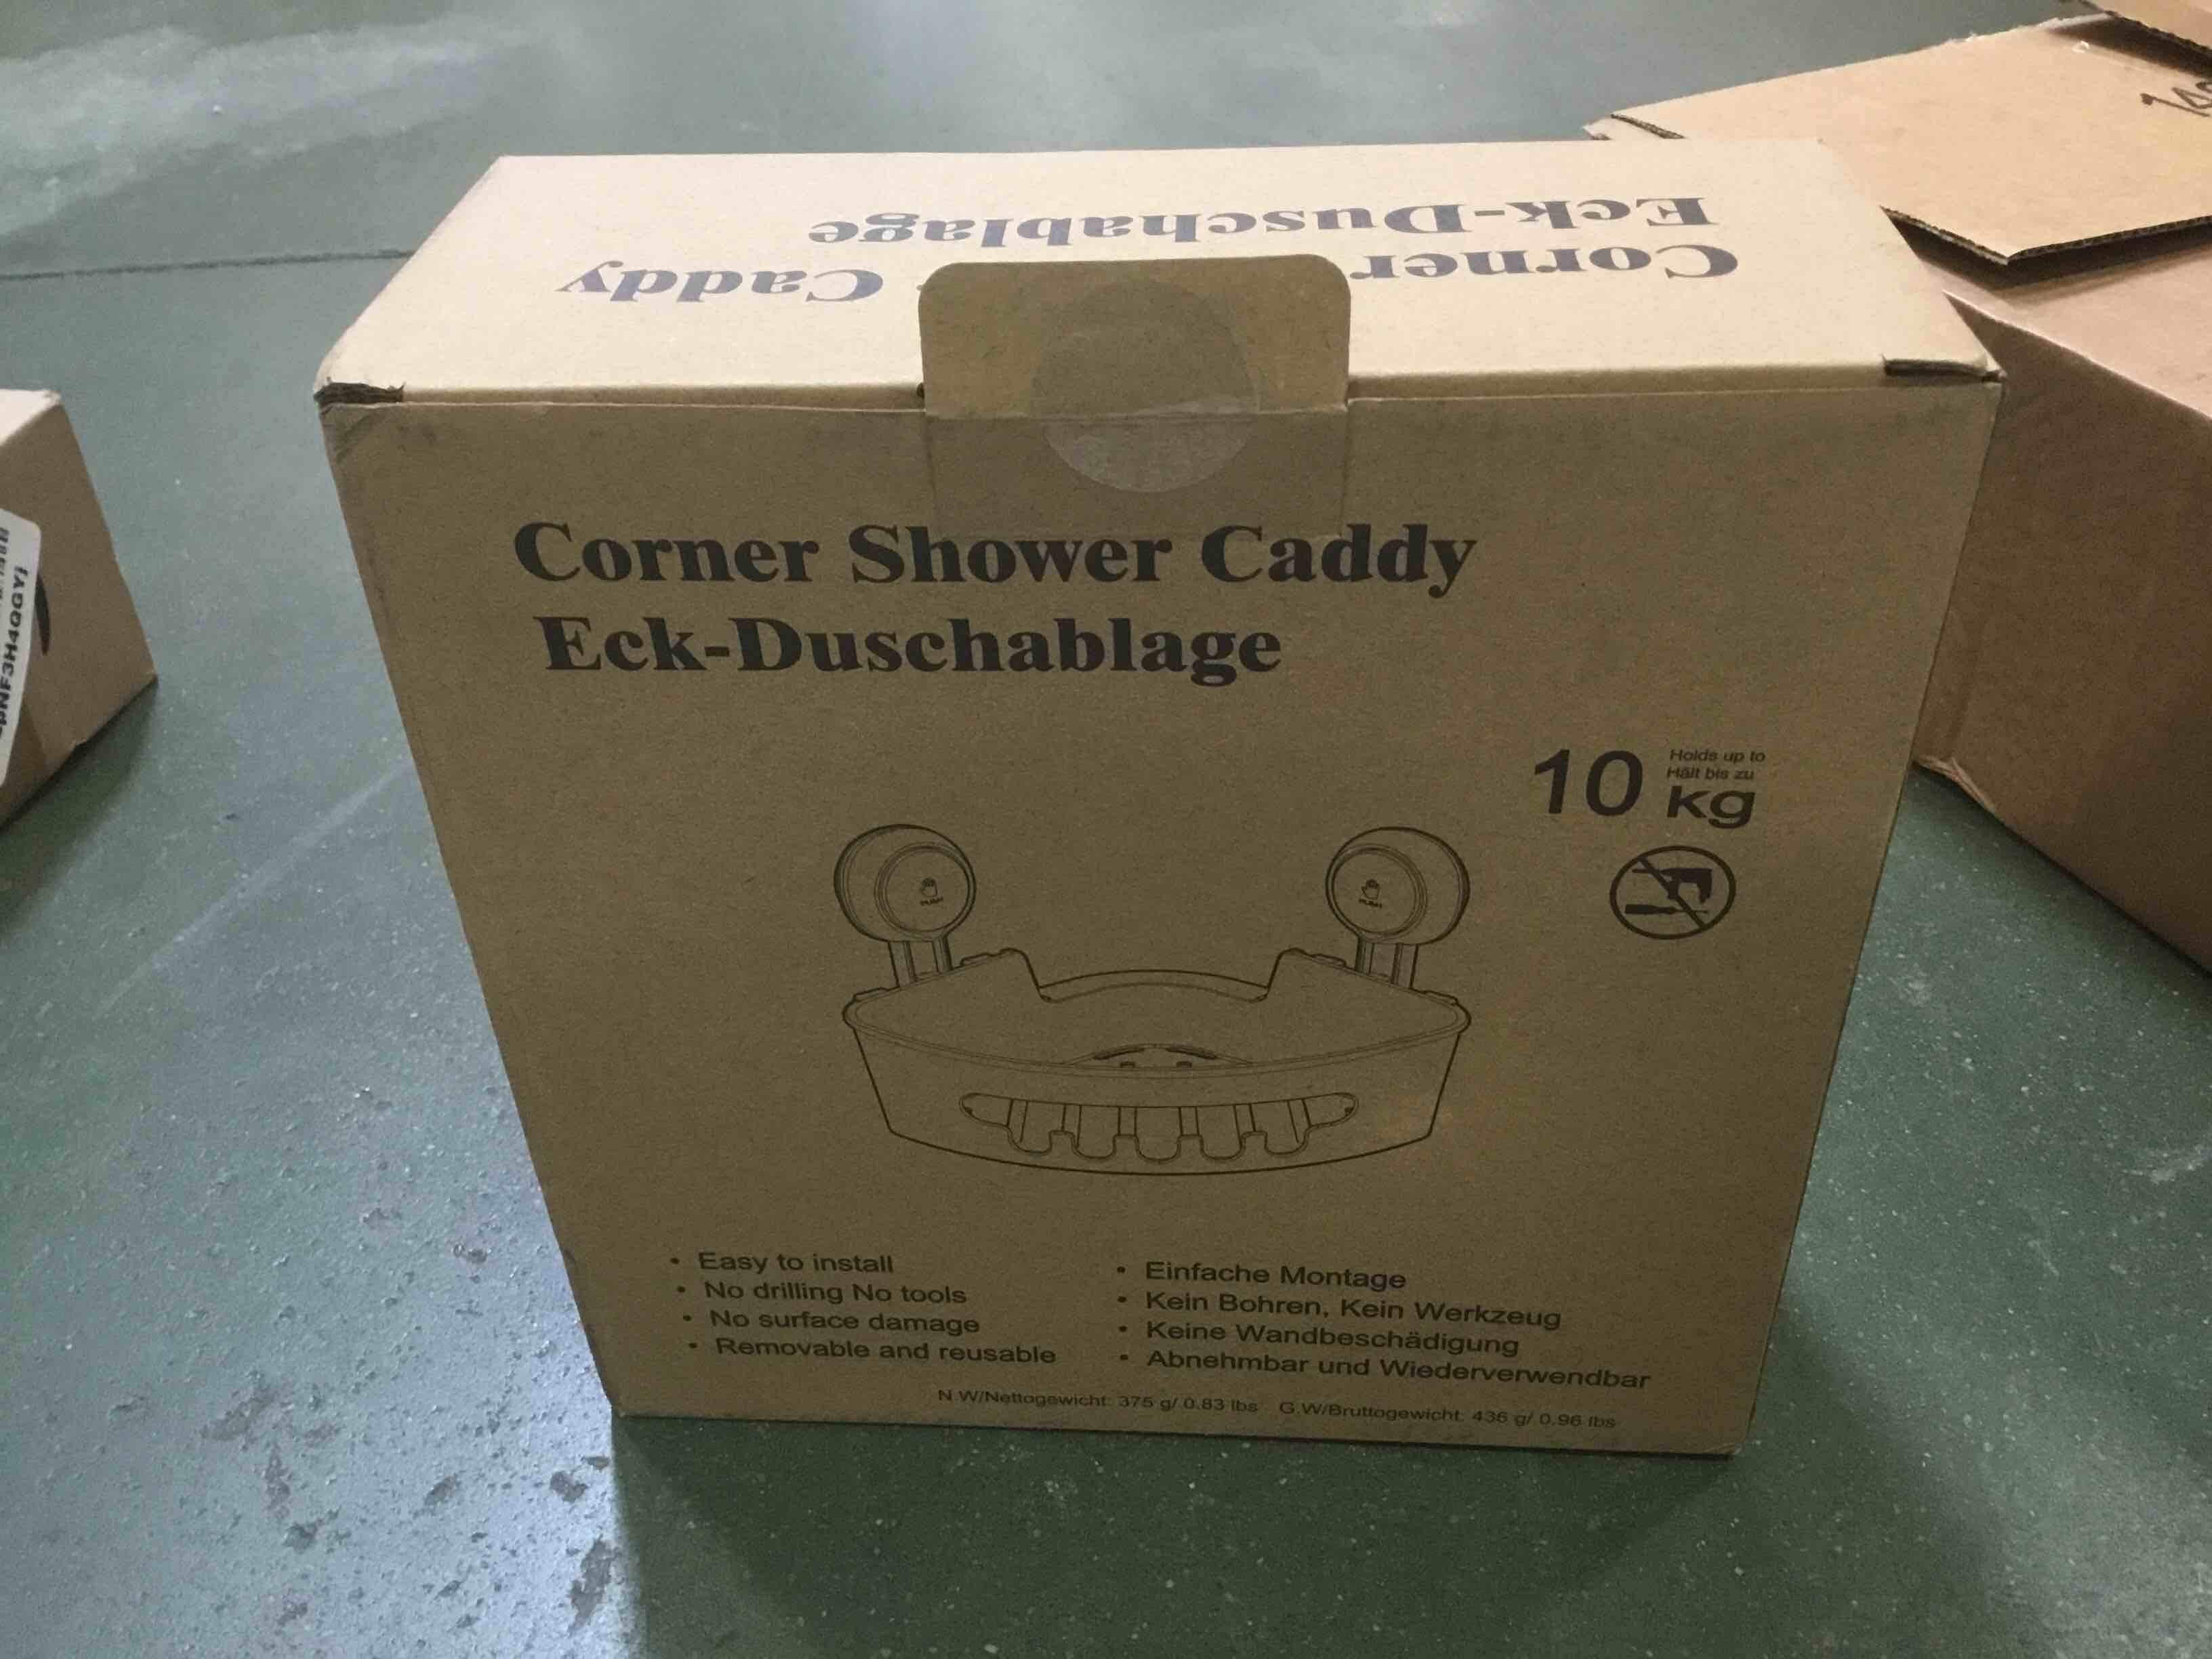 Eck-Duschablage
Corner Caddy
Corner Shower Caddy
Eck-Duschablage
10 kg
Holds up to
Hält bis zu
PUSH
PUSH
• Easy to install
• No drilling No tools
• No surface damage
• Removable and reusable
• Einfache Montage
• Kein Bohren, Kein Werkzeug
• Keine Wandbeschädigung
• Abnehmbar und Wiederverwendbar
N.W/Nettogewicht: 375 g/ 0.83 lbs G.W/Bruttogewicht: 436 g/ 0.96 lbs